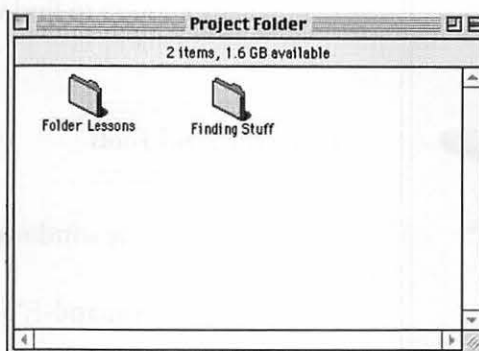 Project Folder
2 items, 1.6 GB available
Folder Lessons
Finding Stuff